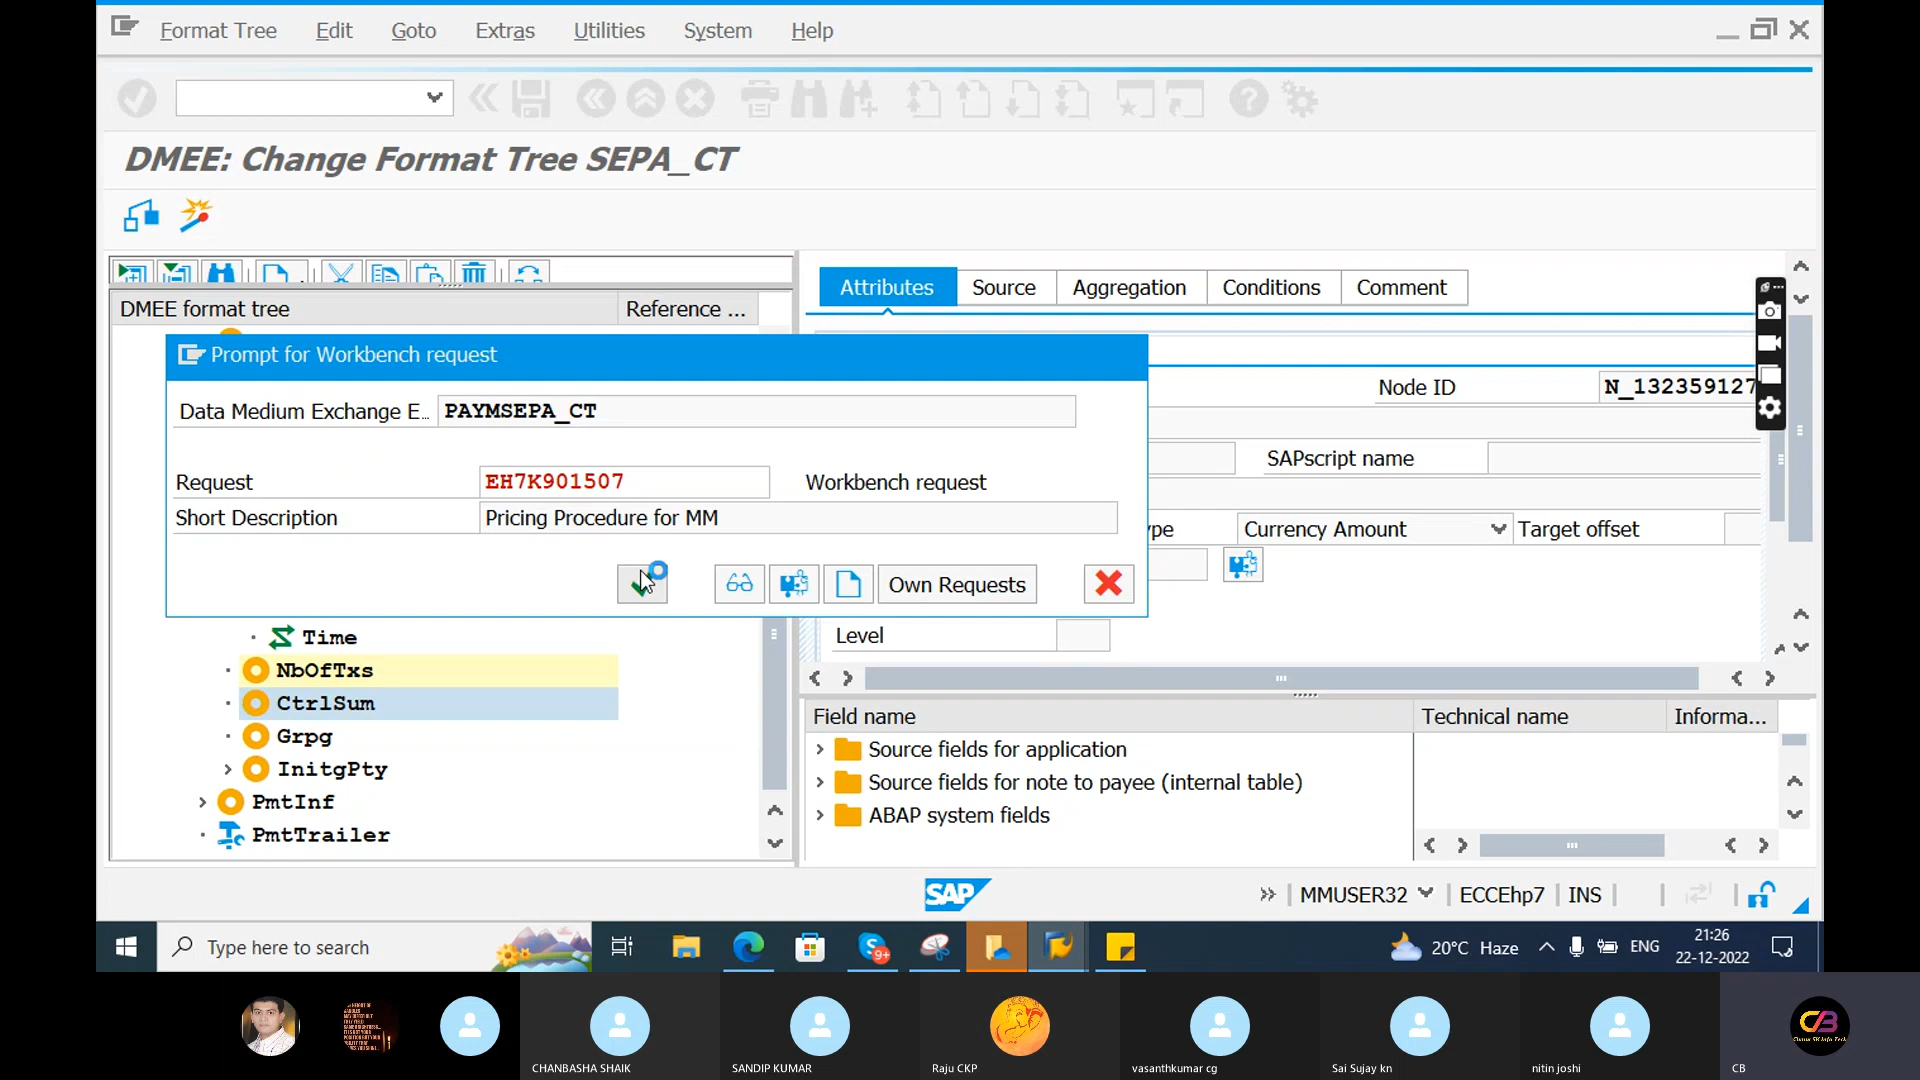 Format Tree Edit Goto Extras Utilities System Help
DMEE: Change Format Tree SEPA_CT
DMEE format tree Reference ...
Attributes Source Aggregation Conditions Comment
Prompt for Workbench request
Node ID N_132359127
Data Medium Exchange E... PAYMSEPA_CT
SAPscript name
Request EH7K901507 Workbench request
Short Description Pricing Procedure for MM
pe Currency Amount Target offset
Own Requests
Level
Time
NbOfTxs
CtrlSum
Grpg
InitgPty
PmtInf
PmtTrailer
Field name Technical name Informa...
Source fields for application
Source fields for note to payee (internal table)
ABAP system fields
SAP MMUSER32 ECCEhp7 INS
Type here to search 9+ 20°C Haze ENG 21:26
22-12-2022
CHANBASHA SHAIK SANDIP KUMAR Raju CKP vasanthkumar cg Sai Sujay kn nitin joshi CB